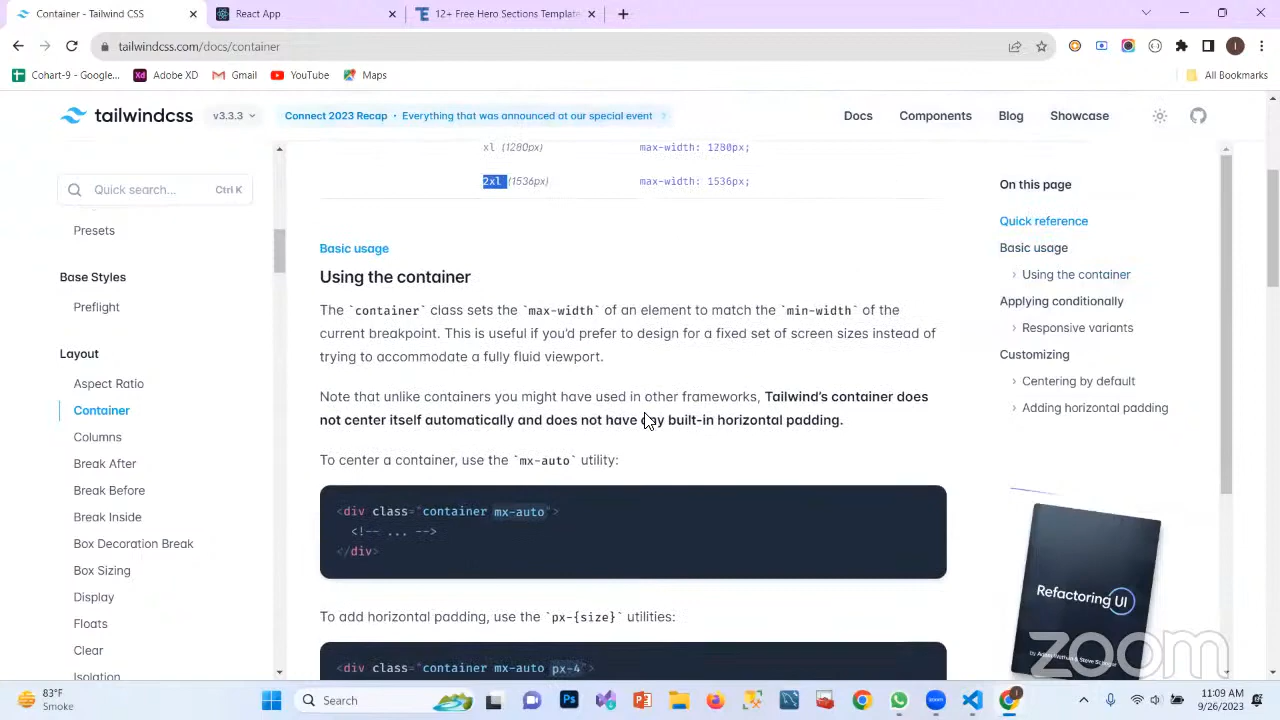 Container - Tailwind CSS
React App
12+ Free Hero Sections Template
tailwindcss.com/docs/container
Cohart-9 - Google...
Adobe XD
Gmail
YouTube
Maps
All Bookmarks
tailwindcss
v3.3.3
Connect 2023 Recap · Everything that was announced at our special event
Docs
Components
Blog
Showcase
Quick search...
Ctrl K
Presets
Base Styles
Preflight
Layout
Aspect Ratio
Container
Columns
Break After
Break Before
Break Inside
Box Decoration Break
Box Sizing
Display
Floats
Clear
Isolation
xl (1280px) max-width: 1280px;
2xl (1536px) max-width: 1536px;
Basic usage
Using the container
The `container` class sets the `max-width` of an element to match the `min-width` of the
current breakpoint. This is useful if you'd prefer to design for a fixed set of screen sizes instead of
trying to accommodate a fully fluid viewport.
Note that unlike containers you might have used in other frameworks, Tailwind's container does
not center itself automatically and does not have any built-in horizontal padding.
To center a container, use the `mx-auto` utility:
<div class="container mx-auto">
<!-- ... -->
</div>
To add horizontal padding, use the `px-{size}` utilities:
<div class="container mx-auto px-4">
On this page
Quick reference
Basic usage
Using the container
Applying conditionally
Responsive variants
Customizing
Centering by default
Adding horizontal padding
Refactoring UI
by Adam Wathan & Steve Schoger
zoom
83°F
Smoke
Search
11:09 AM
9/26/2023